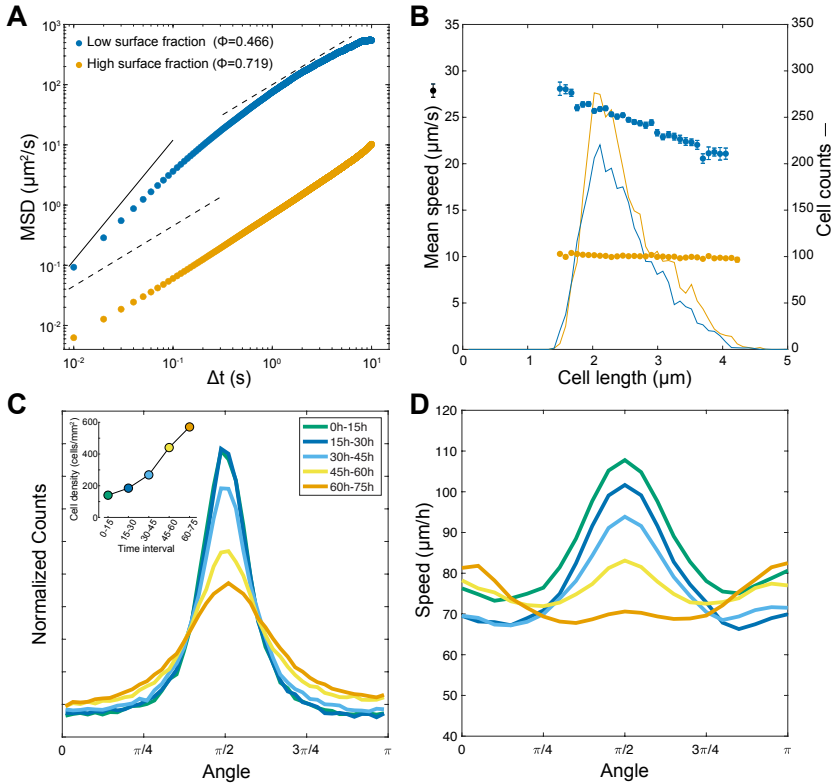 A
MSD (μm²/s)
10³
10²
10¹
10⁰
10⁻¹
10⁻²
Low surface fraction (Φ=0.466)
High surface fraction (Φ=0.719)
10⁻² 10⁻¹ 10⁰ 10¹
Δt (s)
B
Mean speed (μm/s)
35
30
25
20
15
10
5
0
350
300
250
200
150
100
50
0
Cell counts
0 1 2 3 4 5
Cell length (μm)
C
Normalized Counts
Cell density (cells/mm²)
600
400
200
0
0-15 15-30 30-45 45-60 60-75
Time interval
0h-15h
15h-30h
30h-45h
45h-60h
60h-75h
0 π/4 π/2 3π/4 π
Angle
D
Speed (μm/h)
120
110
100
90
80
70
60
50
40
0 π/4 π/2 3π/4 π
Angle